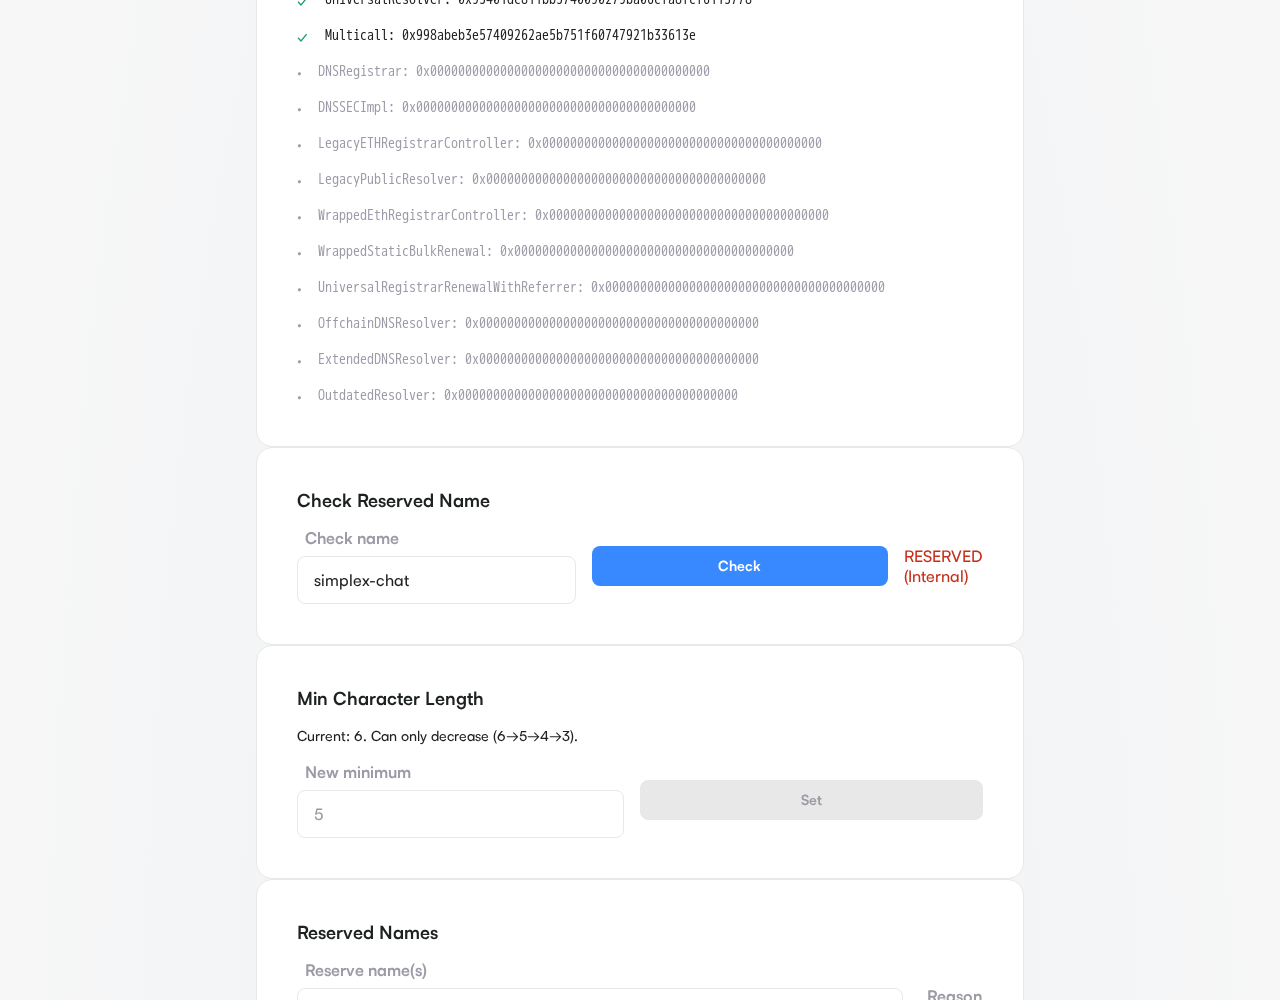 Multicall: 0x998abeb3e57409262ae5b751f60747921b33613e
DNSRegistrar: 0x0000000000000000000000000000000000000000
DNSSECImpl: 0x0000000000000000000000000000000000000000
LegacyETHRegistrarController: 0x0000000000000000000000000000000000000000
LegacyPublicResolver: 0x0000000000000000000000000000000000000000
WrappedEthRegistrarController: 0x0000000000000000000000000000000000000000
WrappedStaticBulkRenewal: 0x0000000000000000000000000000000000000000
UniversalRegistrarRenewalWithReferrer: 0x0000000000000000000000000000000000000000
OffchainDNSResolver: 0x0000000000000000000000000000000000000000
ExtendedDNSResolver: 0x0000000000000000000000000000000000000000
OutdatedResolver: 0x0000000000000000000000000000000000000000
Check Reserved Name
Check name
simplex-chat
Check
RESERVED
(Internal)
Min Character Length
Current: 6. Can only decrease (6→5→4→3).
New minimum
5
Set
Reserved Names
Reserve name(s)
Reason